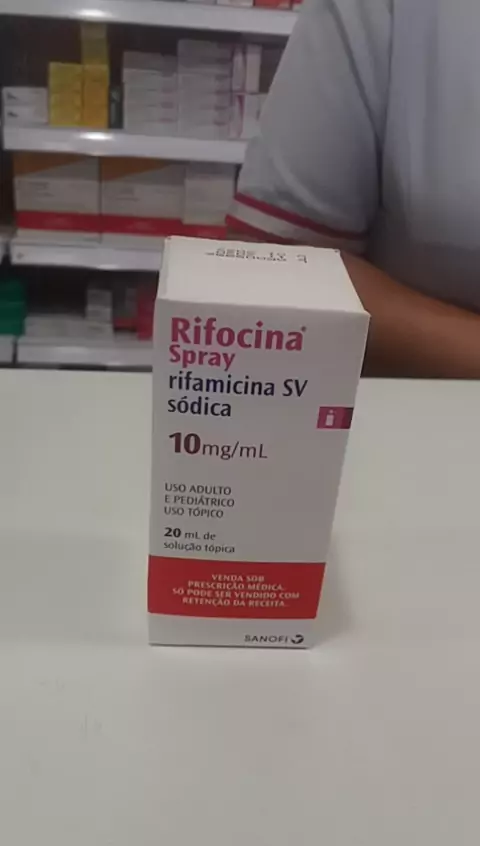 Rifocina®
Spray
rifamicina SV
sódica
10mg/mL
USO ADULTO
E PEDIÁTRICO
USO TÓPICO
20 mL de
solução tópica
VENDA SOB
PRESCRIÇÃO MÉDICA.
SÓ PODE SER VENDIDO COM
RETENÇÃO DA RECEITA.
SANOFI